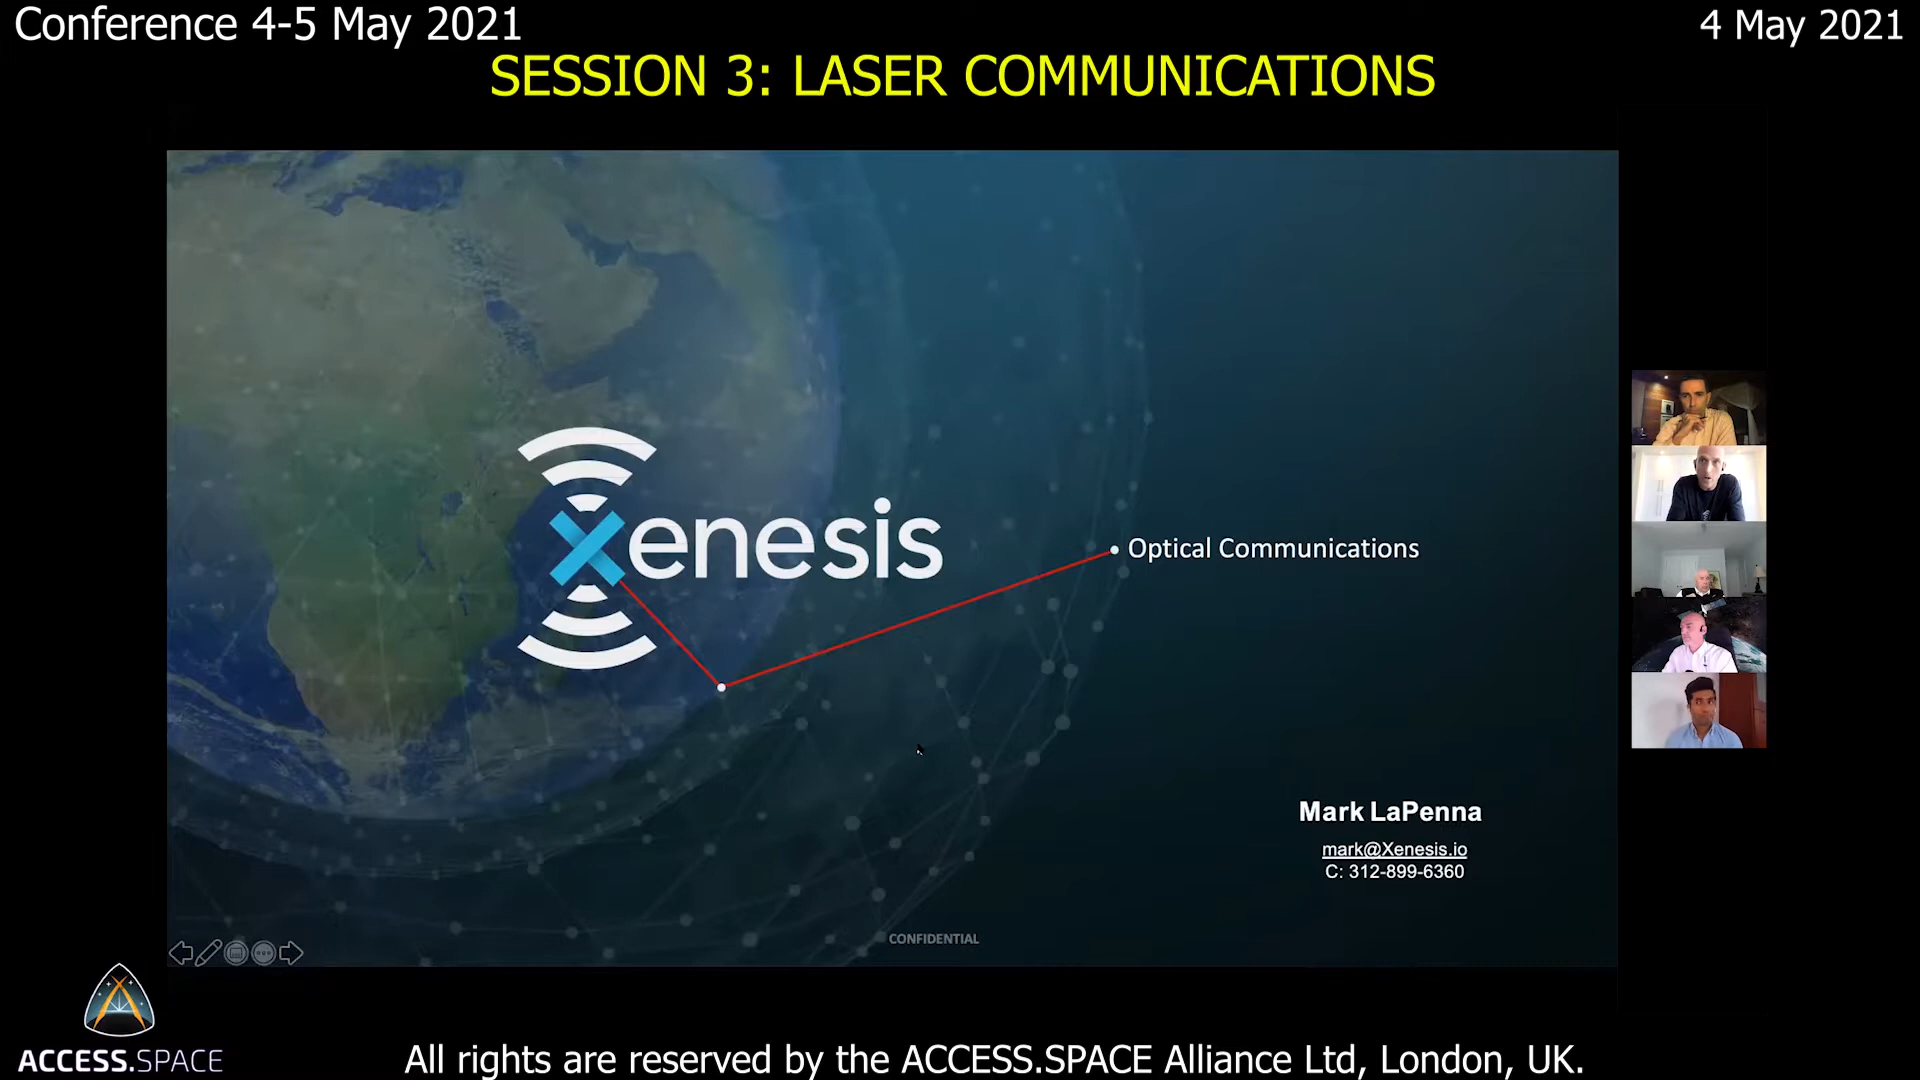 Conference 4-5 May 2021
4 May 2021
SESSION 3: LASER COMMUNICATIONS
xenesis
Optical Communications
Mark LaPenna
mark@Xenesis.io
C: 312-899-6360
CONFIDENTIAL
ACCESS.SPACE
All rights are reserved by the ACCESS.SPACE Alliance Ltd, London, UK.